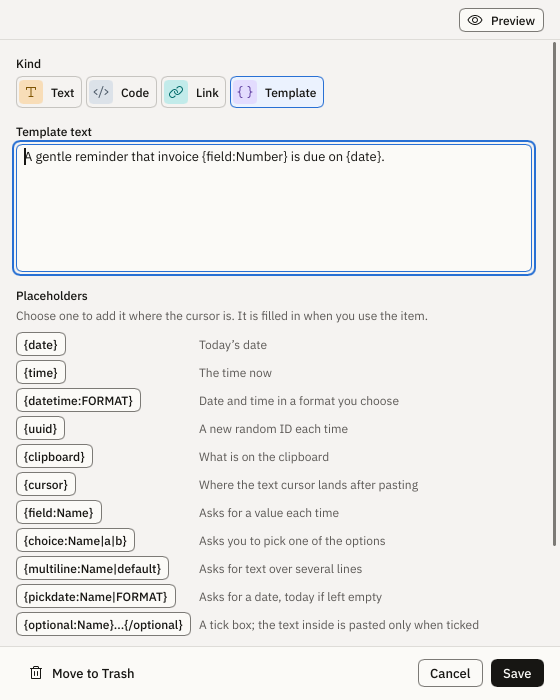 Preview
Kind
T Text </> Code Link { } Template
Template text
A gentle reminder that invoice {field:Number} is due on {date}.
Placeholders
Choose one to add it where the cursor is. It is filled in when you use the item.
{date} Today's date
{time} The time now
{datetime:FORMAT} Date and time in a format you choose
{uuid} A new random ID each time
{clipboard} What is on the clipboard
{cursor} Where the text cursor lands after pasting
{field:Name} Asks for a value each time
{choice:Name|a|b} Asks you to pick one of the options
{multiline:Name|default} Asks for text over several lines
{pickdate:Name|FORMAT} Asks for a date, today if left empty
{optional:Name}...{/optional} A tick box; the text inside is pasted only when ticked
Move to Trash Cancel Save